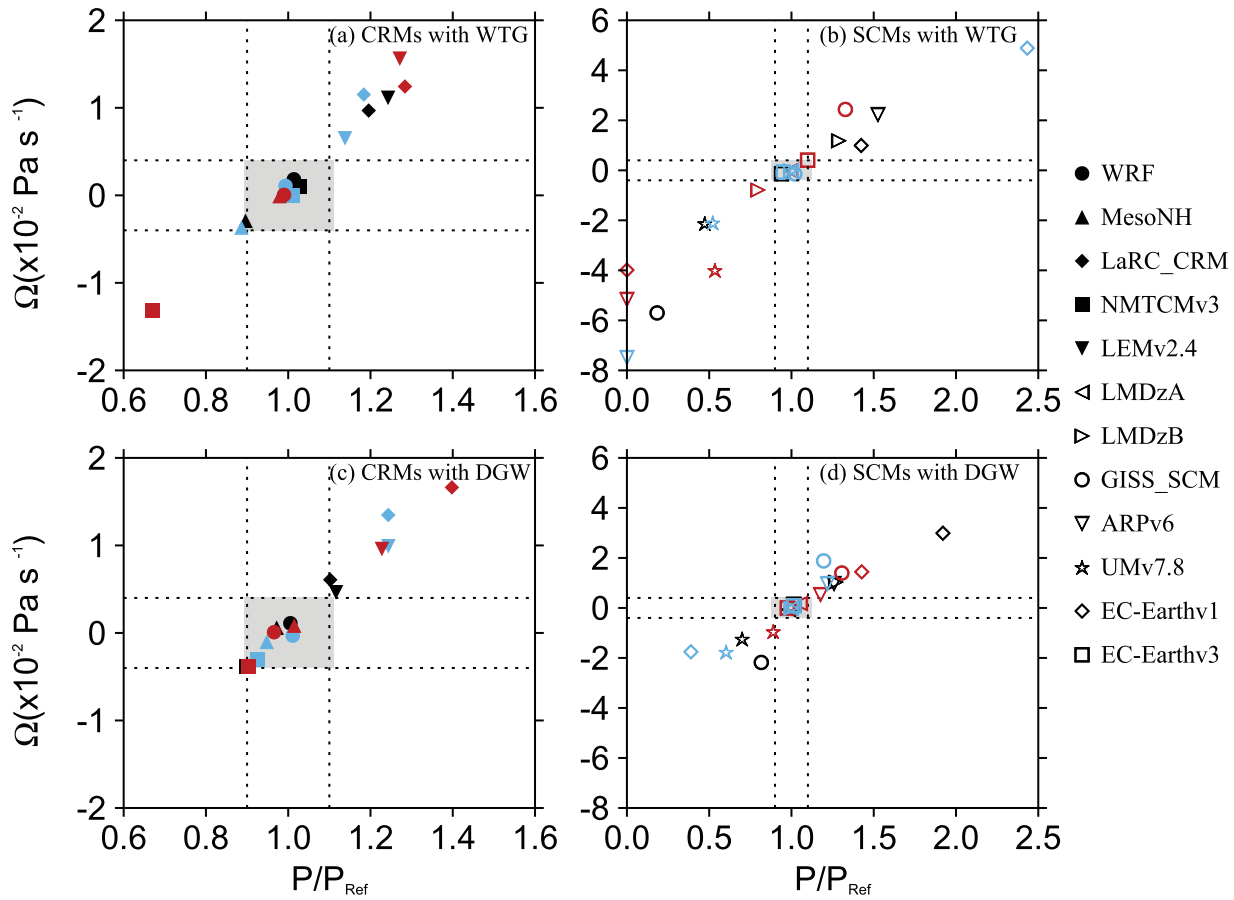 (a) CRMs with WTG
2
1
0
-1
-2
Ω(x10⁻² Pa s ⁻¹)
0.6 0.8 1.0 1.2 1.4 1.6
(b) SCMs with WTG
6
4
2
0
-2
-4
-6
-8
0.0 0.5 1.0 1.5 2.0 2.5
(c) CRMs with DGW
2
1
0
-1
-2
Ω(x10⁻² Pa s ⁻¹)
0.6 0.8 1.0 1.2 1.4 1.6
P/P_Ref
(d) SCMs with DGW
6
4
2
0
-2
-4
-6
-8
0.0 0.5 1.0 1.5 2.0 2.5
P/P_Ref
WRF
MesoNH
LaRC_CRM
NMTCMv3
LEMv2.4
LMDzA
LMDzB
GISS_SCM
ARPv6
UMv7.8
EC-Earthv1
EC-Earthv3